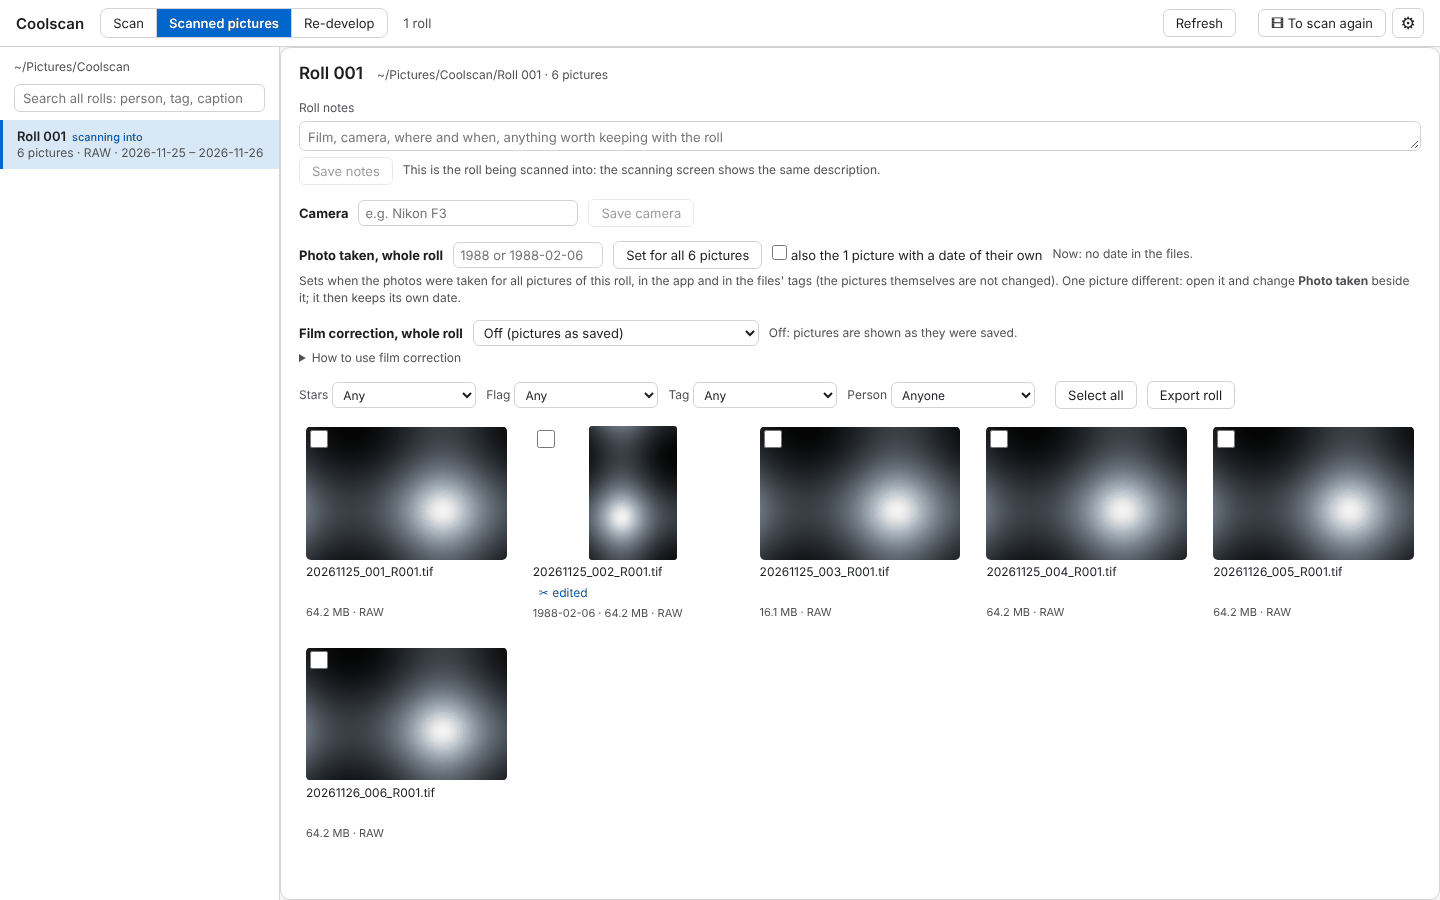 Coolscan
Scan
Scanned pictures
Re-develop
1 roll
Refresh
To scan again
~/Pictures/Coolscan
Search all rolls: person, tag, caption
Roll 001 scanning into
6 pictures · RAW · 2026-11-25 – 2026-11-26
Roll 001 ~/Pictures/Coolscan/Roll 001 · 6 pictures
Roll notes
Film, camera, where and when, anything worth keeping with the roll
Save notes This is the roll being scanned into: the scanning screen shows the same description.
Camera e.g. Nikon F3 Save camera
Photo taken, whole roll 1988 or 1988-02-06 Set for all 6 pictures also the 1 picture with a date of their own Now: no date in the files.
Sets when the photos were taken for all pictures of this roll, in the app and in the files' tags (the pictures themselves are not changed). One picture different: open it and change Photo taken beside
it; it then keeps its own date.
Film correction, whole roll Off (pictures as saved) Off: pictures are shown as they were saved.
How to use film correction
Stars Any Flag Any Tag Any Person Anyone Select all Export roll
20261125_001_R001.tif
64.2 MB · RAW
20261125_002_R001.tif
✂ edited
1988-02-06 · 64.2 MB · RAW
20261125_003_R001.tif
16.1 MB · RAW
20261125_004_R001.tif
64.2 MB · RAW
20261126_005_R001.tif
64.2 MB · RAW
20261126_006_R001.tif
64.2 MB · RAW